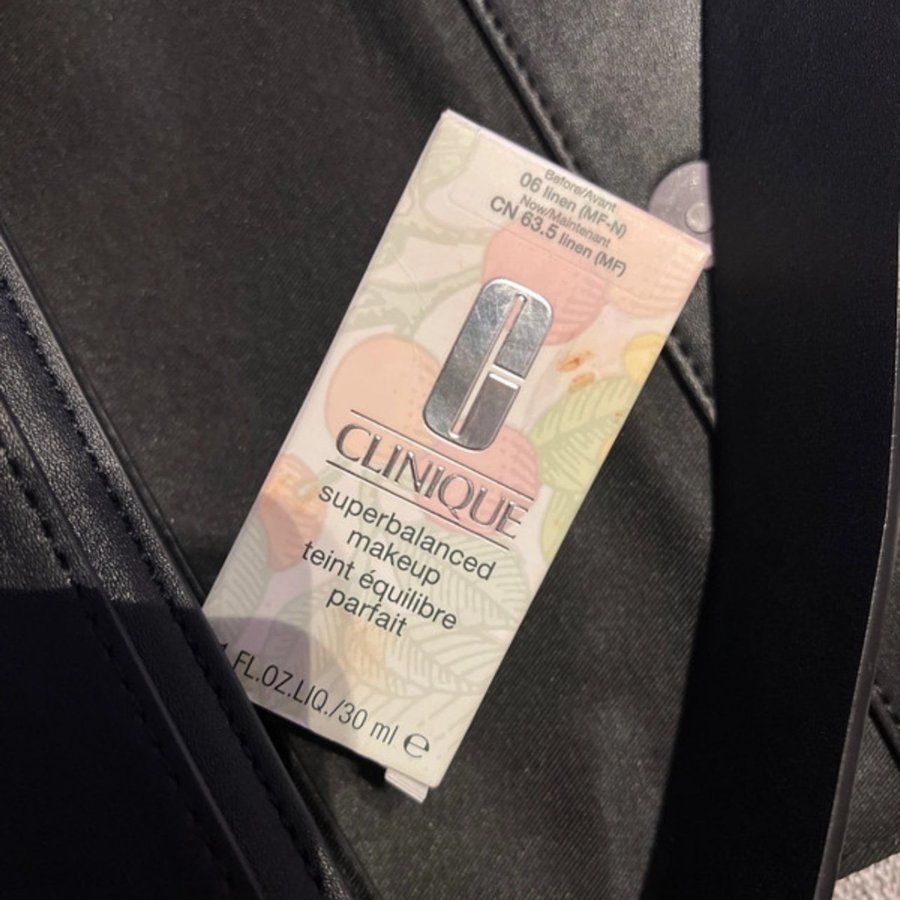 Before/Avant
06 linen (MF-N)
Now/Maintenant
CN 63.5 linen (MF)
CLINIQUE
superbalanced
makeup
teint équilibre
parfait
1 FL.OZ.LIQ./30 ml e